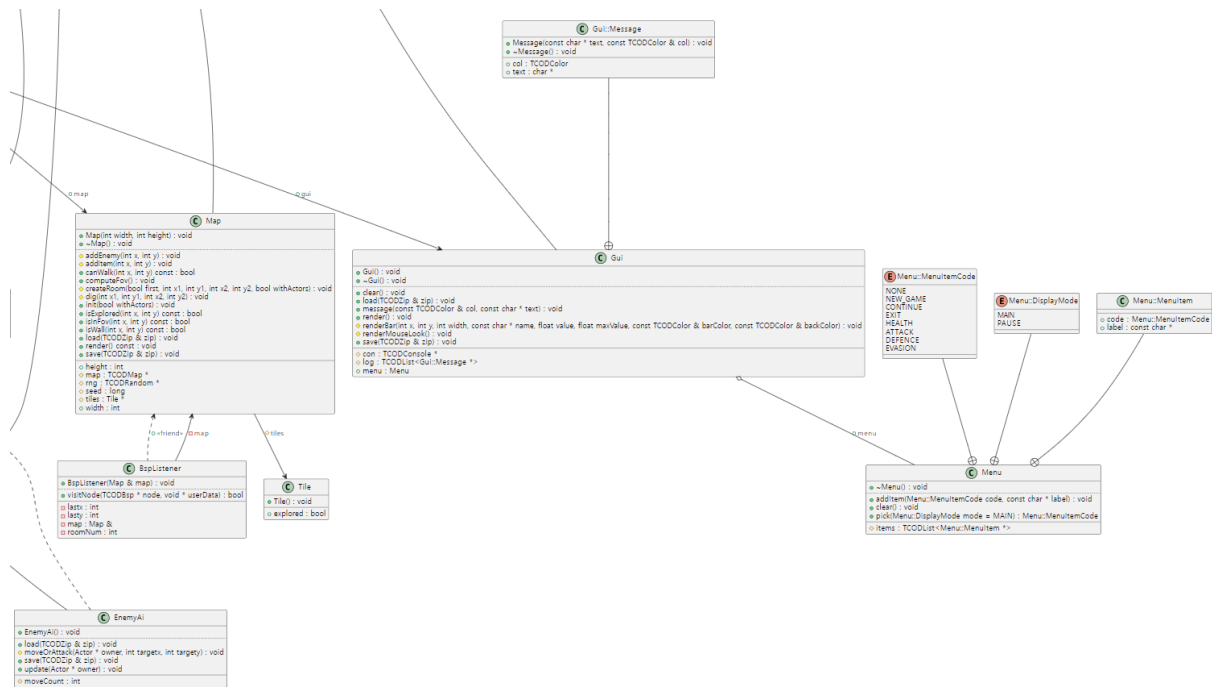 C Gui::Message
Message(const char * text, const TCODColor & col) : void
~Message() : void
col : TCODColor
text : char *
map
gui
C Map
Map(int width, int height) : void
~Map() : void
addEnemy(int x, int y) : void
addItem(int x, int y) : void
canWalk(int x, int y) const : bool
computeFov() : void
createRoom(bool first, int x1, int y1, int x2, int y2, bool withActors) : void
dig(int x1, int y1, int x2, int y2) : void
init(bool withActors) : void
isExplored(int x, int y) const : bool
isInFov(int x, int y) const : bool
isWall(int x, int y) const : bool
load(TCODZip & zip) : void
render() const : void
save(TCODZip & zip) : void
height : int
map : TCODMap *
rng : TCODRandom *
seed : long
tiles : Tile *
width : int
C Gui
Gui() : void
~Gui() : void
clear() : void
load(TCODZip & zip) : void
message(const TCODColor & col, const char * text) : void
render() : void
renderBar(int x, int y, int width, const char * name, float value, float maxValue, const TCODColor & barColor, const TCODColor & backColor) : void
renderMouseLook() : void
save(TCODZip & zip) : void
con : TCODConsole *
log : TCODList<Gui::Message *>
menu : Menu
E Menu::MenuItemCode
NONE
NEW_GAME
CONTINUE
EXIT
HEALTH
ATTACK
DEFENCE
EVASION
E Menu::DisplayMode
MAIN
PAUSE
C Menu::MenuItem
code : Menu::MenuItemCode
label : const char *
«friend»
map
tiles
menu
C BspListener
BspListener(Map & map) : void
visitNode(TCODBsp * node, void * userData) : bool
lastx : int
lasty : int
map : Map &
roomNum : int
C Tile
Tile() : void
explored : bool
C Menu
~Menu() : void
addItem(Menu::MenuItemCode code, const char * label) : void
clear() : void
pick(Menu::DisplayMode mode = MAIN) : Menu::MenuItemCode
items : TCODList<Menu::MenuItem *>
C EnemyAi
EnemyAi() : void
load(TCODZip & zip) : void
moveOrAttack(Actor * owner, int targetx, int targety) : void
save(TCODZip & zip) : void
update(Actor * owner) : void
moveCount : int